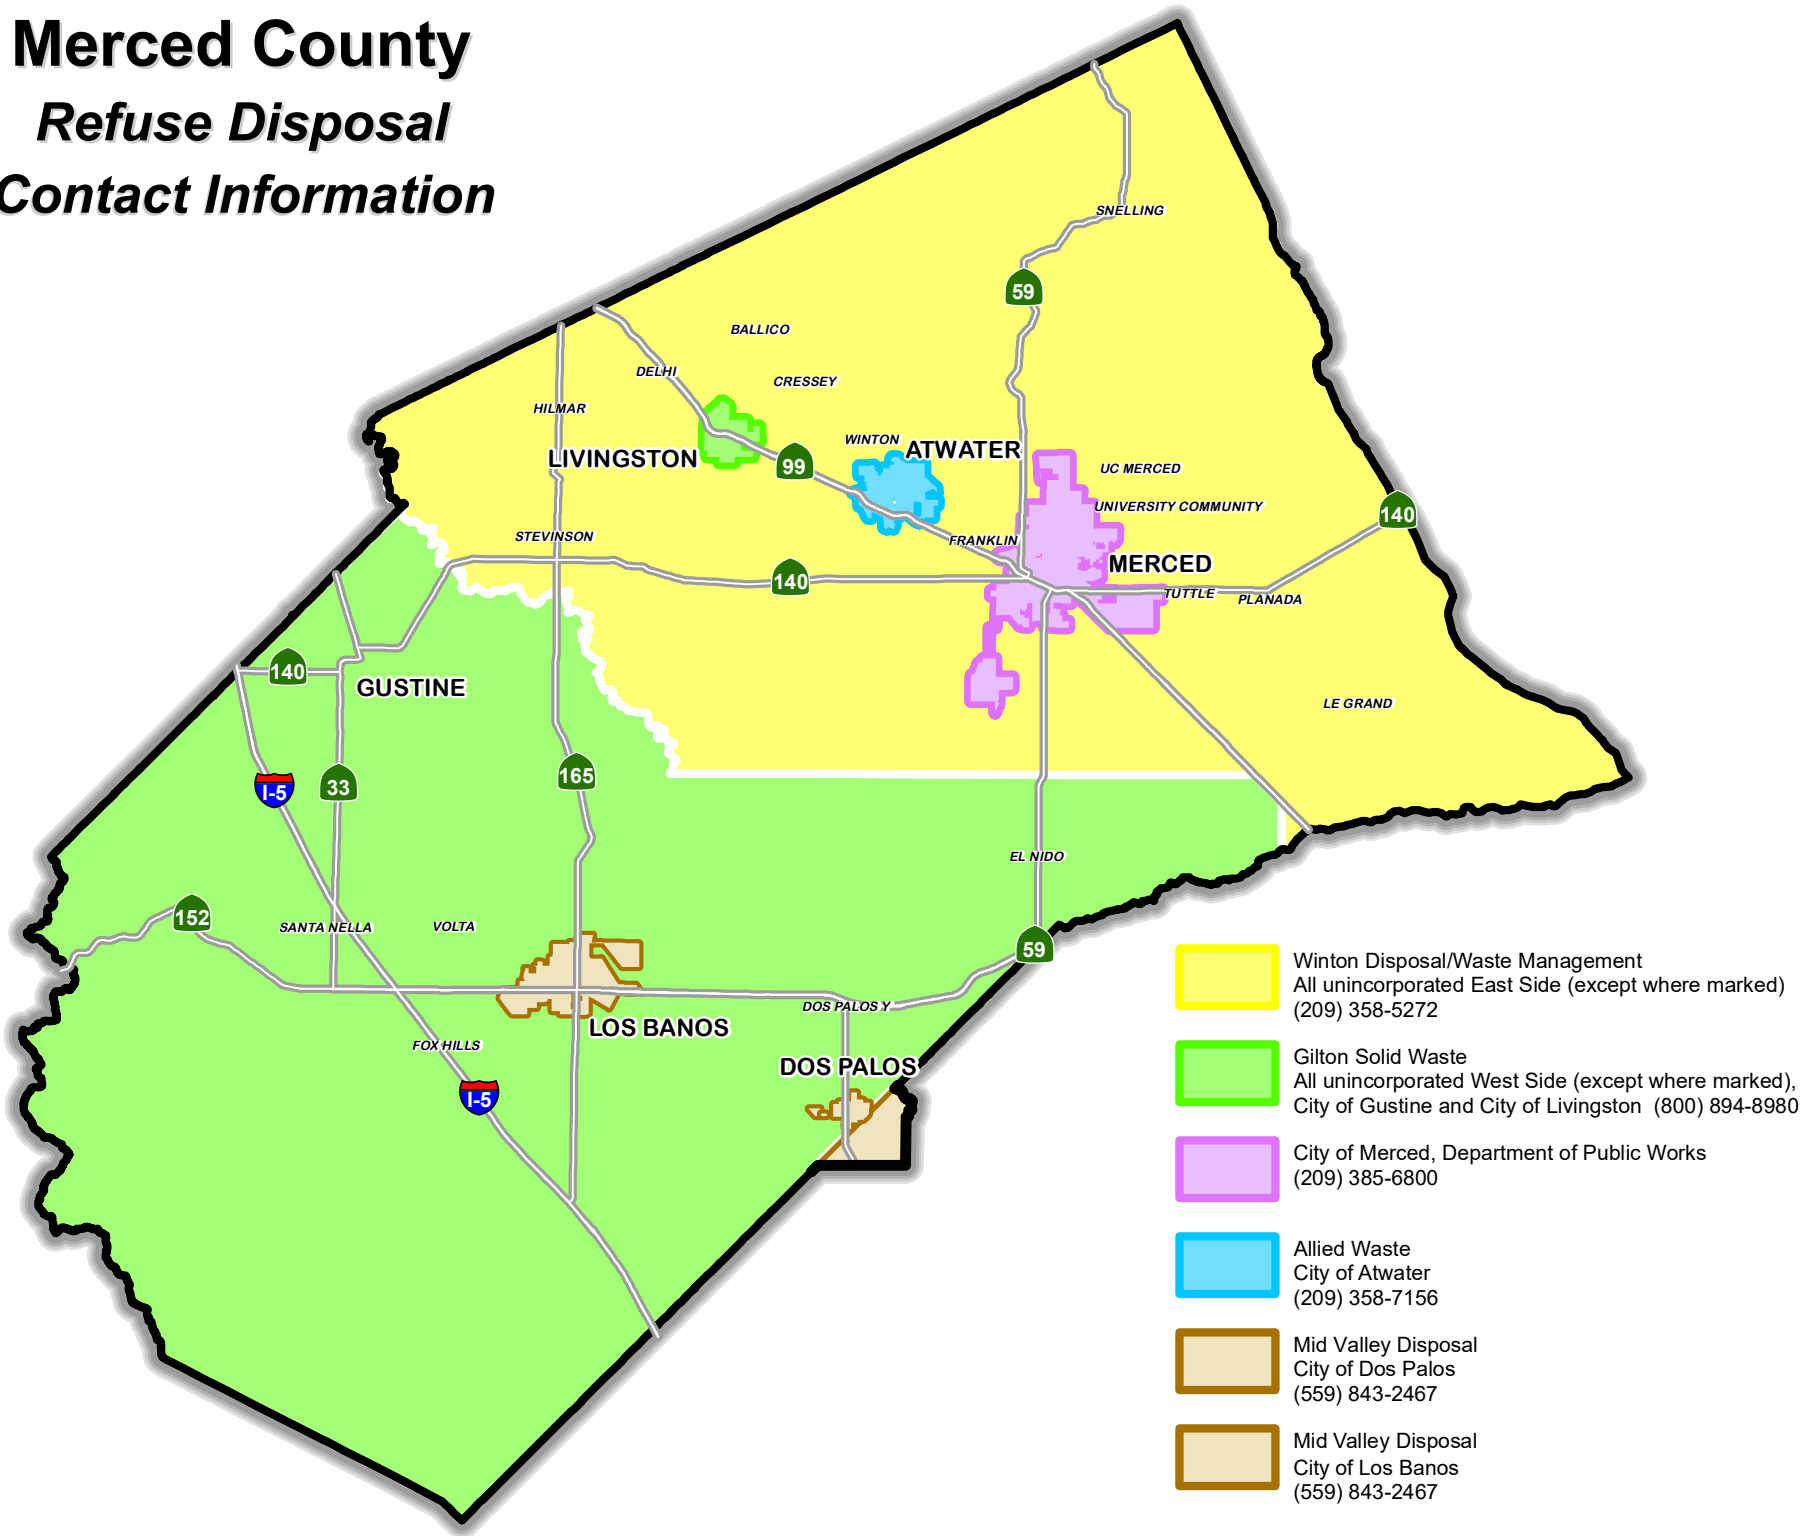 Merced County
Refuse Disposal
Contact Information
SNELLING
59
BALLICO
DELHI
CRESSEY
HILMAR
WINTON
ATWATER
LIVINGSTON
99
UC MERCED
UNIVERSITY COMMUNITY
140
STEVINSON
FRANKLIN
MERCED
140
TUTTLE
PLANADA
140
GUSTINE
LE GRAND
I-5
33
165
EL NIDO
152
SANTA NELLA
VOLTA
59
DOS PALOS Y
LOS BANOS
FOX HILLS
DOS PALOS
I-5
Winton Disposal/Waste Management
All unincorporated East Side (except where marked)
(209) 358-5272
Gilton Solid Waste
All unincorporated West Side (except where marked),
City of Gustine and City of Livingston (800) 894-8980
City of Merced, Department of Public Works
(209) 385-6800
Allied Waste
City of Atwater
(209) 358-7156
Mid Valley Disposal
City of Dos Palos
(559) 843-2467
Mid Valley Disposal
City of Los Banos
(559) 843-2467